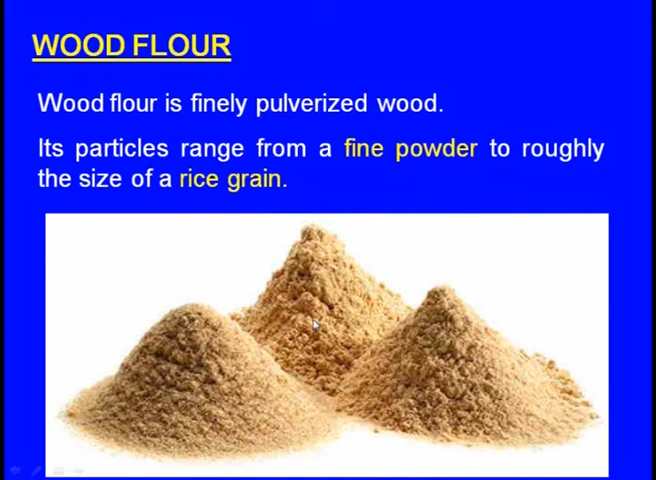 WOOD FLOUR
Wood flour is finely pulverized wood.
Its particles range from a fine powder to roughly
the size of a rice grain.